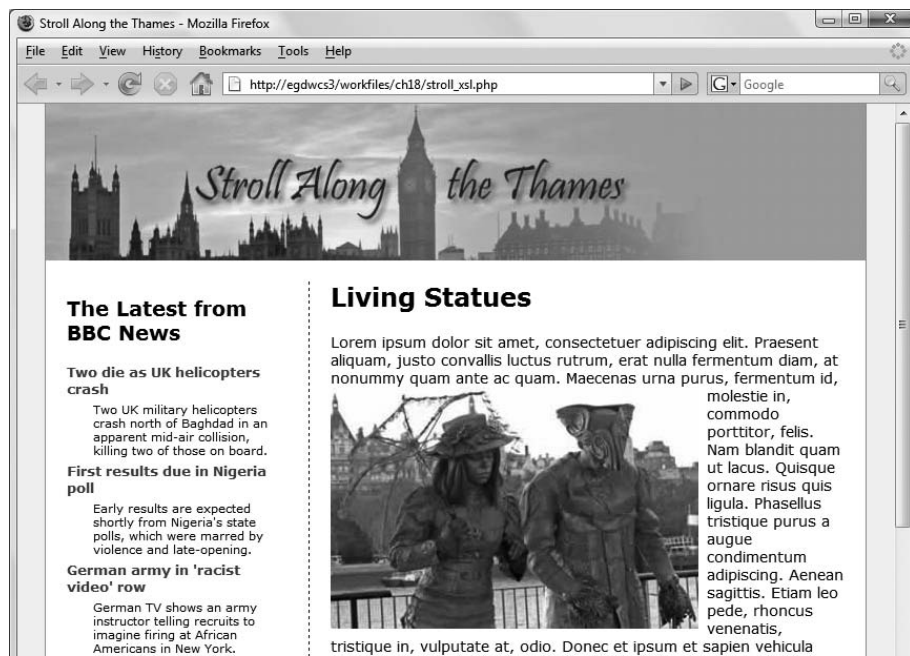 Stroll Along the Thames - Mozilla Firefox
File Edit View History Bookmarks Tools Help
http://egdwcs3/workfiles/ch18/stroll_xsl.php
G Google
Stroll Along the Thames
The Latest from
BBC News
Two die as UK helicopters
crash
Two UK military helicopters
crash north of Baghdad in an
apparent mid-air collision,
killing two of those on board.
First results due in Nigeria
poll
Early results are expected
shortly from Nigeria's state
polls, which were marred by
violence and late-opening.
German army in 'racist
video' row
German TV shows an army
instructor telling recruits to
imagine firing at African
Americans in New York.
Living Statues
Lorem ipsum dolor sit amet, consectetuer adipiscing elit. Praesent
aliquam, justo convallis luctus rutrum, erat nulla fermentum diam, at
nonummy quam ante ac quam. Maecenas urna purus, fermentum id,
molestie in,
commodo
porttitor, felis.
Nam blandit quam
ut lacus. Quisque
ornare risus quis
ligula. Phasellus
tristique purus a
augue
condimentum
adipiscing. Aenean
sagittis. Etiam leo
pede, rhoncus
venenatis,
tristique in, vulputate at, odio. Donec et ipsum et sapien vehicula